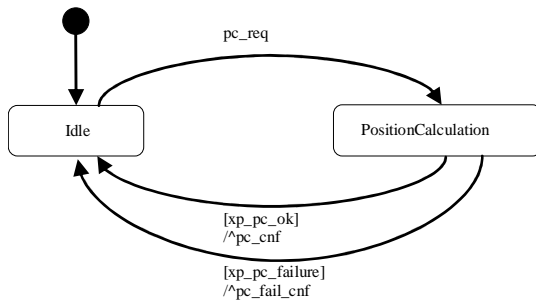 pc_req
Idle
PositionCalculation
[xp_pc_ok]
/^pc_cnf
[xp_pc_failure]
/^pc_fail_cnf